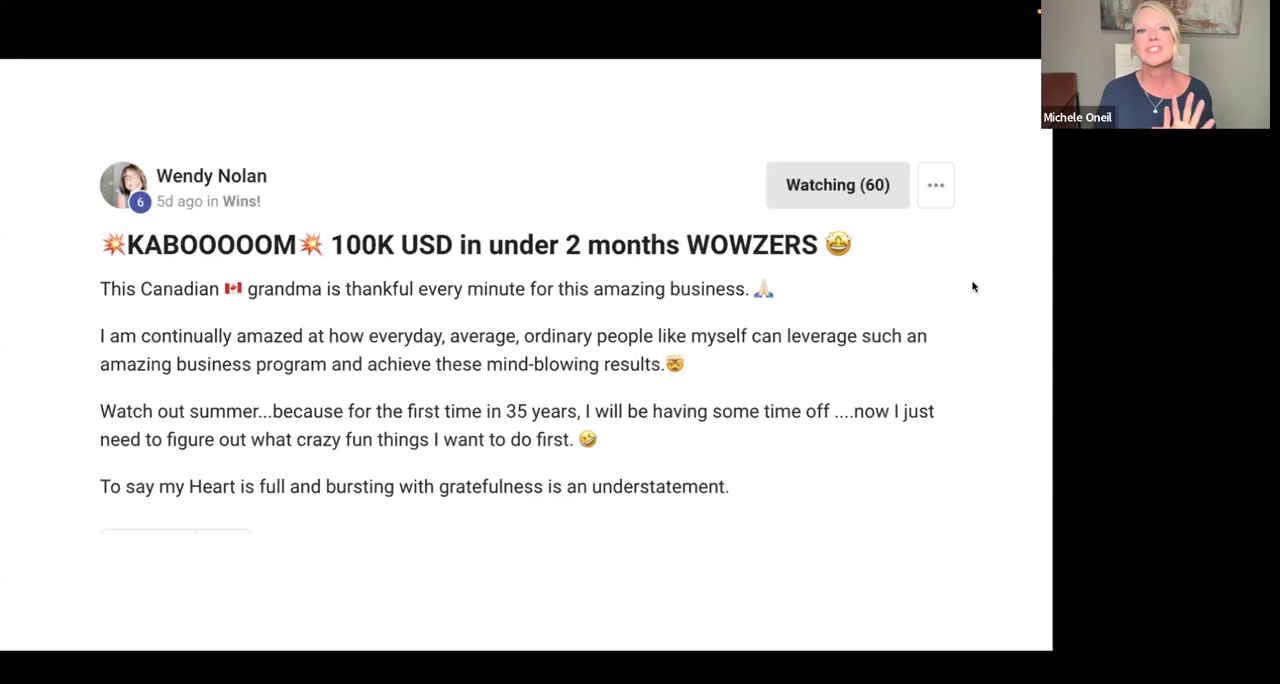 Michele Oneil
Wendy Nolan
6
5d ago in Wins!
Watching (60)
💥KABOOOOOM💥 100K USD in under 2 months WOWZERS 🤩
This Canadian 🇨🇦 grandma is thankful every minute for this amazing business. 🙏🏻
I am continually amazed at how everyday, average, ordinary people like myself can leverage such an
amazing business program and achieve these mind-blowing results.🤯
Watch out summer...because for the first time in 35 years, I will be having some time off ....now I just
need to figure out what crazy fun things I want to do first. 🤣
To say my Heart is full and bursting with gratefulness is an understatement.